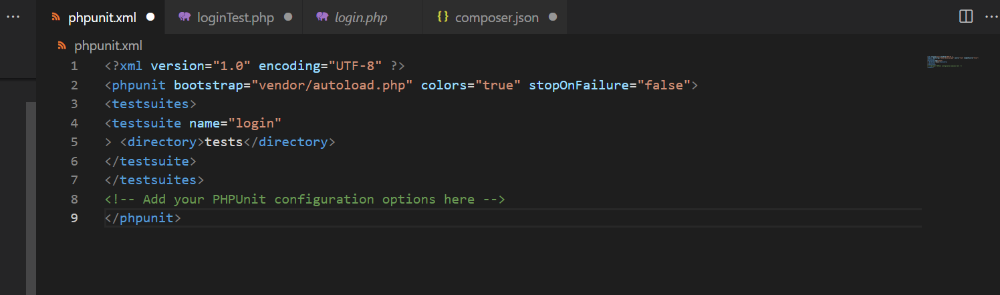 phpunit.xml loginTest.php login.php {} composer.json
phpunit.xml
1 <?xml version="1.0" encoding="UTF-8" ?>
2 <phpunit bootstrap="vendor/autoload.php" colors="true" stopOnFailure="false">
3 <testsuites>
4 <testsuite name="login"
5 > <directory>tests</directory>
6 </testsuite>
7 </testsuites>
8 <!-- Add your PHPUnit configuration options here -->
9 </phpunit>